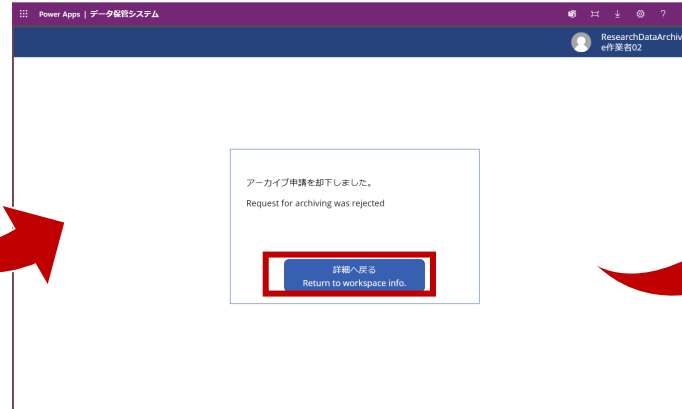 Power Apps | データ保管システム
?
ResearchDataArchiv
e作業者02
アーカイブ申請を却下しました。
Request for archiving was rejected
詳細へ戻る
Return to workspace info.